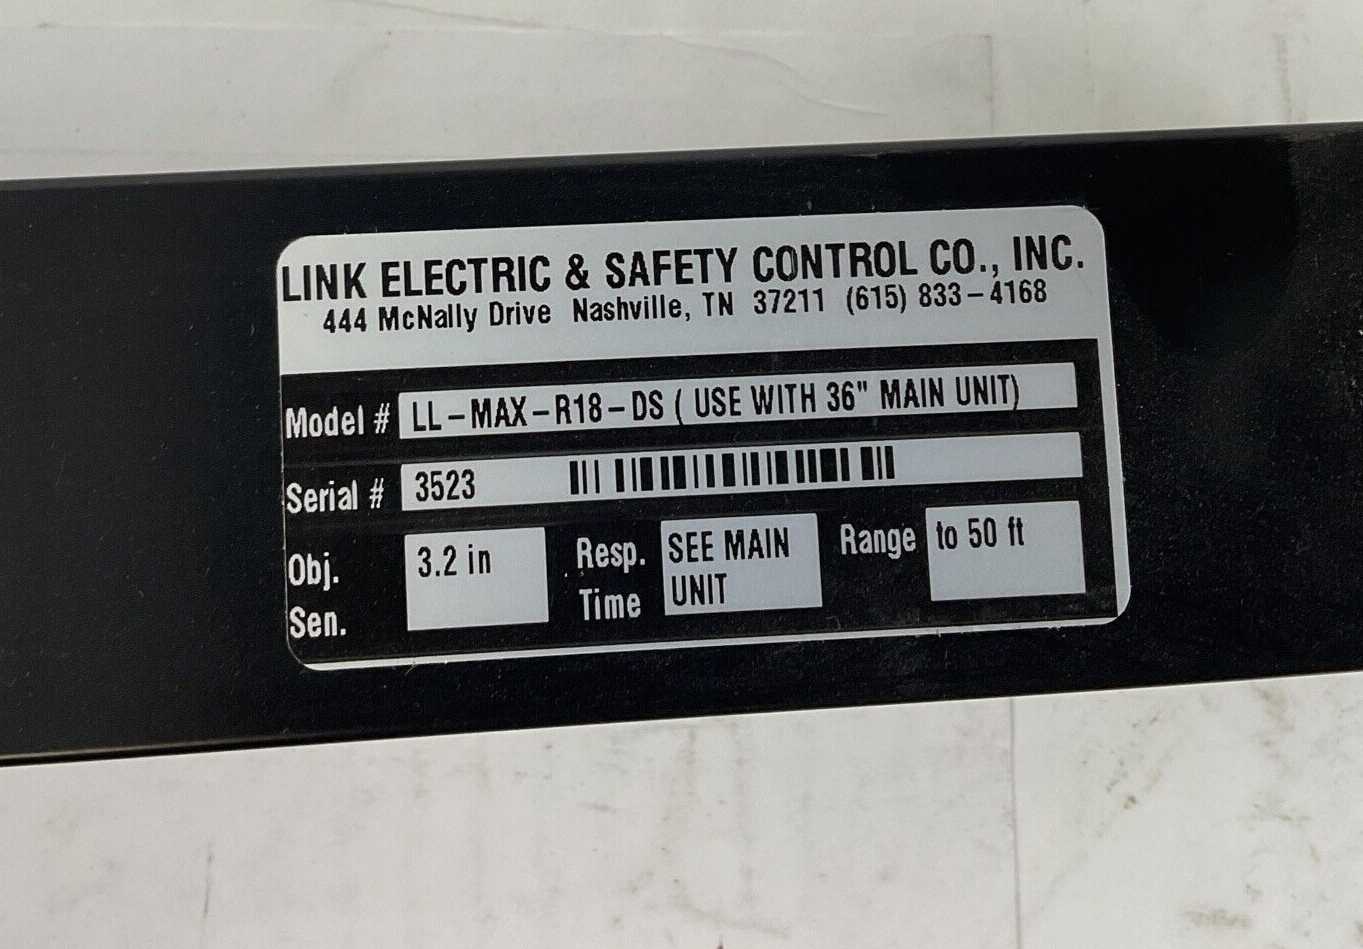 LINK ELECTRIC & SAFETY CONTROL CO., INC.
444 McNally Drive Nashville, TN 37211 (615) 833-4168
Model # LL-MAX-R18-DS ( USE WITH 36" MAIN UNIT)
Serial # 3523
Obj. Sen. 3.2 in Resp. Time SEE MAIN UNIT Range to 50 ft